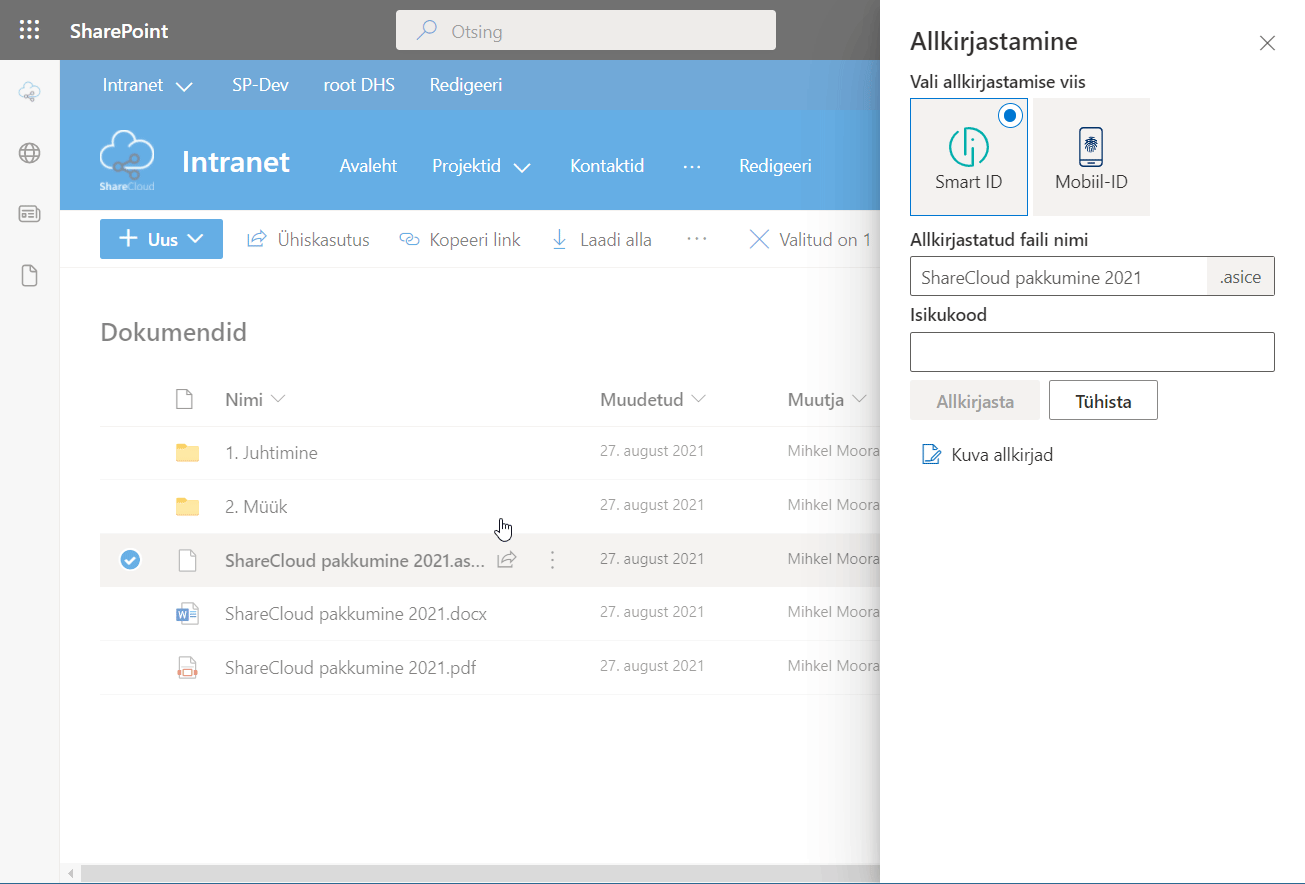 SharePoint
Otsing
Intranet SP-Dev root DHS Redigeeri
ShareCloud
Intranet Avaleht Projektid Kontaktid ... Redigeeri
+ Uus Ühiskasutus Kopeeri link Laadi alla ... Valitud on 1
Dokumendid
Nimi Muudetud Muutja
1. Juhtimine 27. august 2021 Mihkel Moora
2. Müük 27. august 2021 Mihkel Moora
ShareCloud pakkumine 2021.as... 27. august 2021 Mihkel Moora
ShareCloud pakkumine 2021.docx 27. august 2021 Mihkel Moora
ShareCloud pakkumine 2021.pdf 27. august 2021 Mihkel Moora
Allkirjastamine
Vali allkirjastamise viis
Smart ID Mobiil-ID
Allkirjastatud faili nimi
ShareCloud pakkumine 2021 .asice
Isikukood
Allkirjasta Tühista
Kuva allkirjad